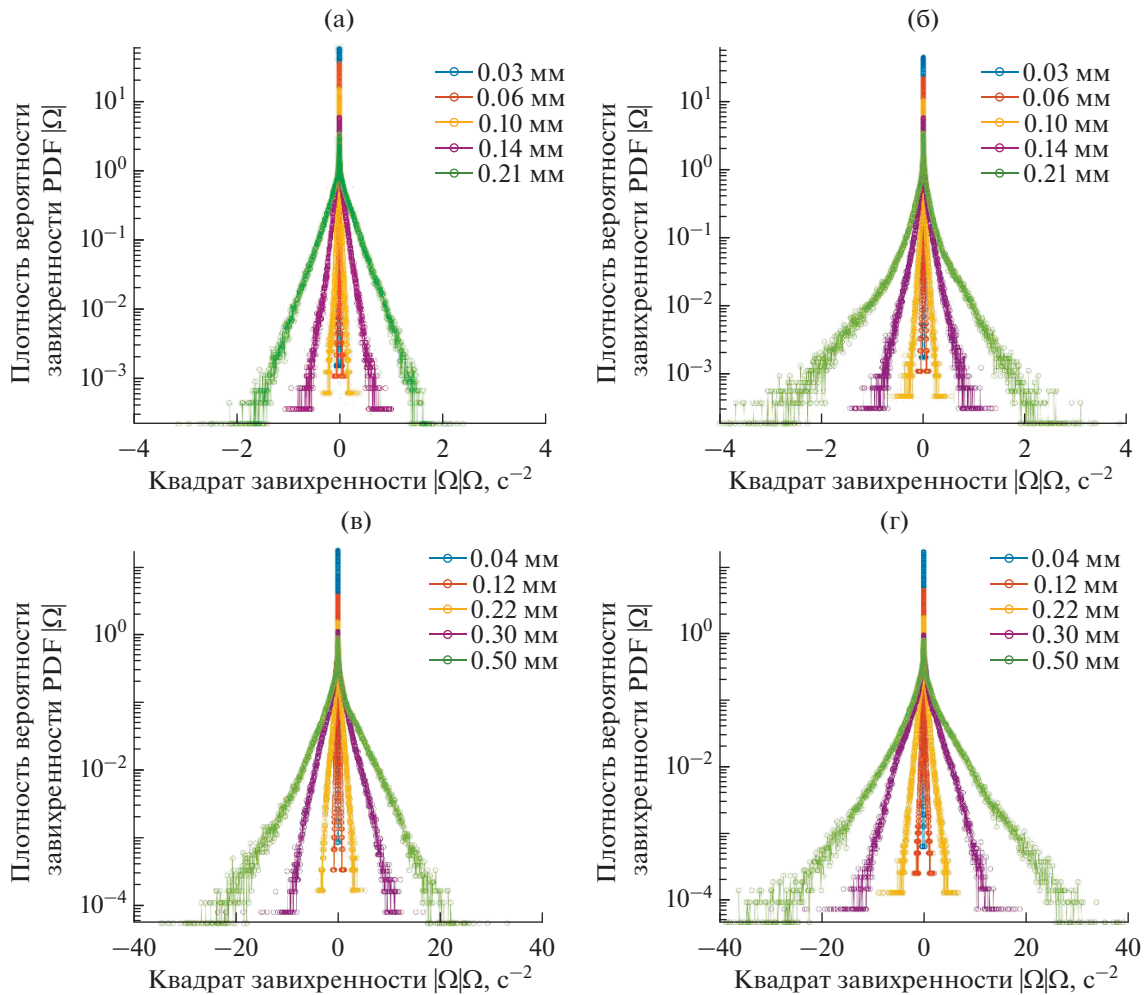 (а)
Плотность вероятности
завихренности PDF |Ω|
10¹
10⁰
10⁻¹
10⁻²
10⁻³
0.03 мм
0.06 мм
0.10 мм
0.14 мм
0.21 мм
−4 −2 0 2 4
Квадрат завихренности |Ω|Ω, с⁻²
(б)
Плотность вероятности
завихренности PDF |Ω|
10¹
10⁰
10⁻¹
10⁻²
10⁻³
0.03 мм
0.06 мм
0.10 мм
0.14 мм
0.21 мм
−4 −2 0 2 4
Квадрат завихренности |Ω|Ω, с⁻²
(в)
Плотность вероятности
завихренности PDF |Ω|
10⁰
10⁻²
10⁻⁴
0.04 мм
0.12 мм
0.22 мм
0.30 мм
0.50 мм
−40 −20 0 20 40
Квадрат завихренности |Ω|Ω, с⁻²
(г)
Плотность вероятности
завихренности PDF |Ω|
10⁰
10⁻²
10⁻⁴
0.04 мм
0.12 мм
0.22 мм
0.30 мм
0.50 мм
−40 −20 0 20 40
Квадрат завихренности |Ω|Ω, с⁻²